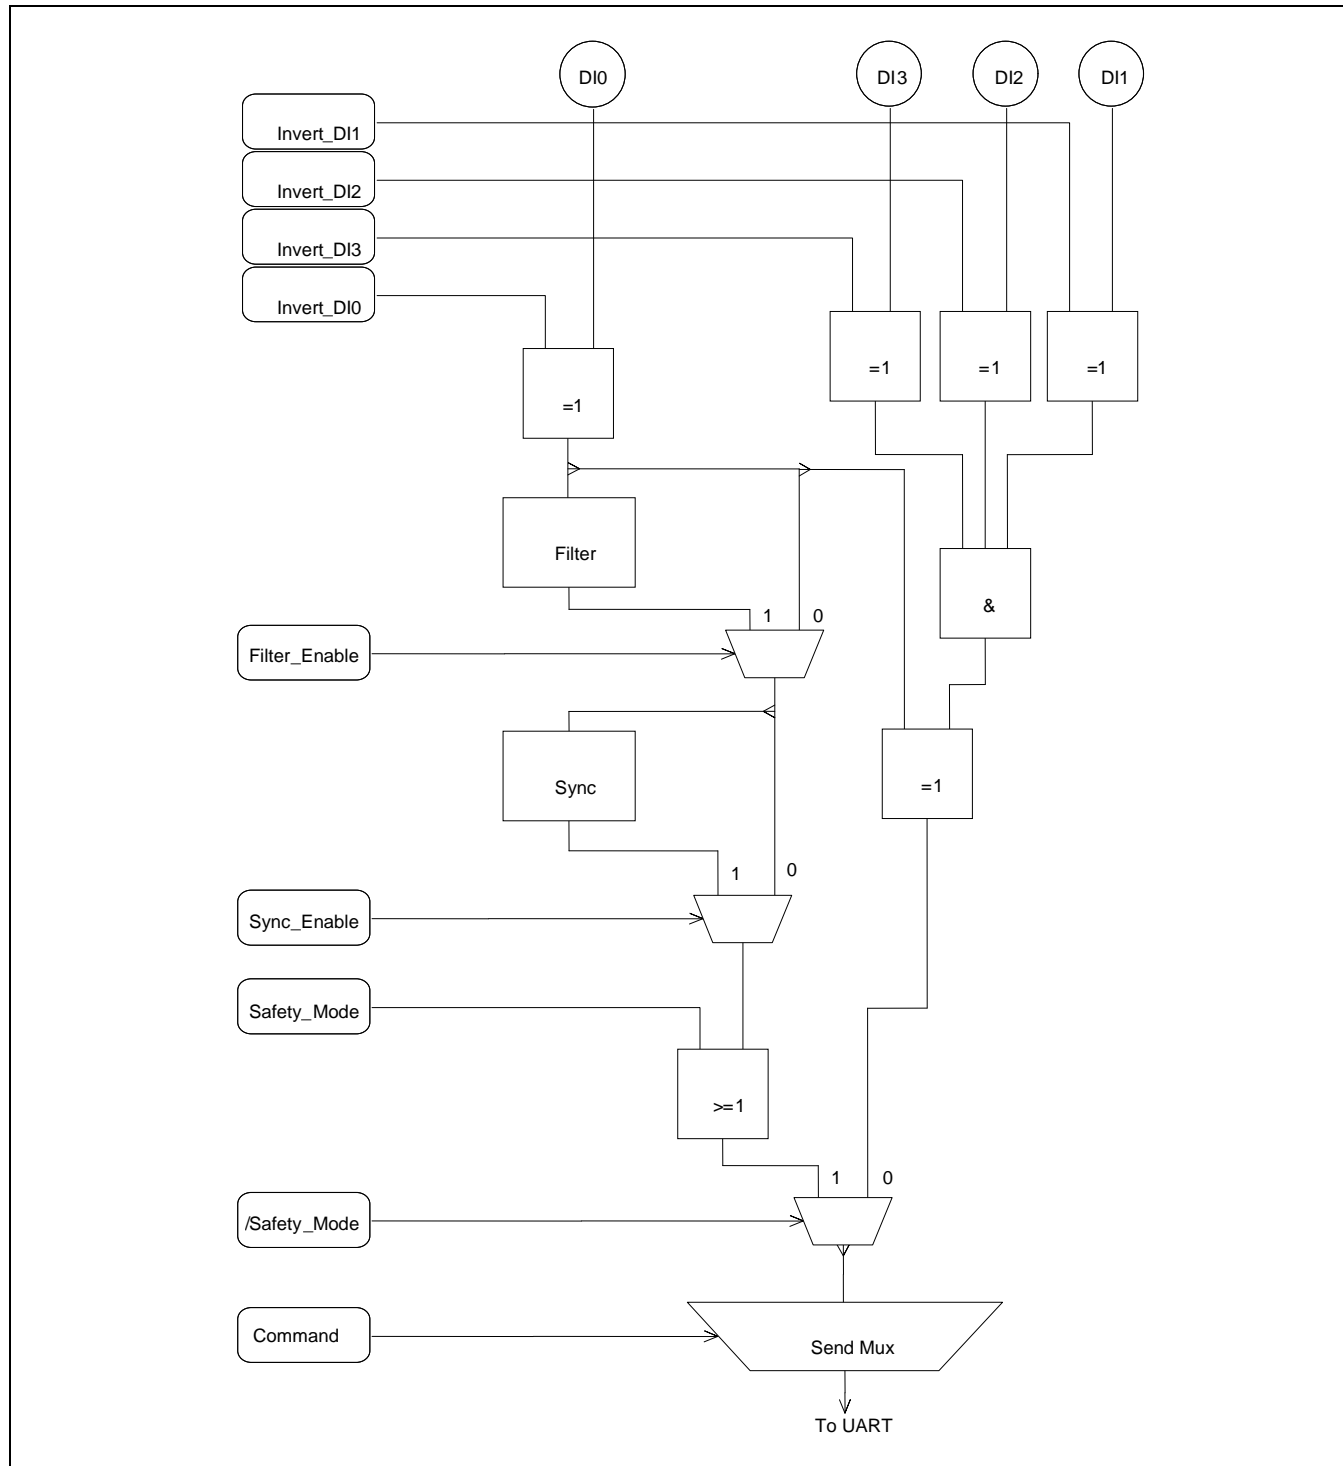 DI0
DI3
DI2
DI1
Invert_DI1
Invert_DI2
Invert_DI3
Invert_DI0
=1
=1
=1
=1
Filter
&
1
0
Filter_Enable
=1
Sync
1
0
Sync_Enable
Safety_Mode
>=1
1
0
/Safety_Mode
Command
Send Mux
To UART